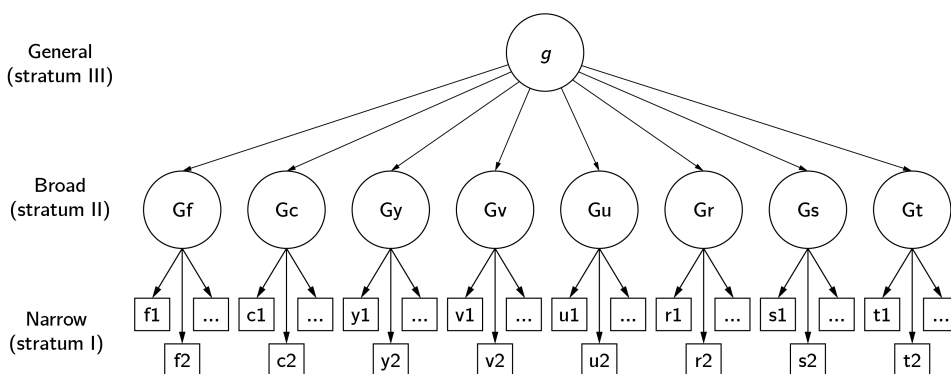 General
(stratum III)
g
Broad
(stratum II)
Gf Gc Gy Gv Gu Gr Gs Gt
Narrow
(stratum I)
f1 ... c1 ... y1 ... v1 ... u1 ... r1 ... s1 ... t1 ...
f2 c2 y2 v2 u2 r2 s2 t2